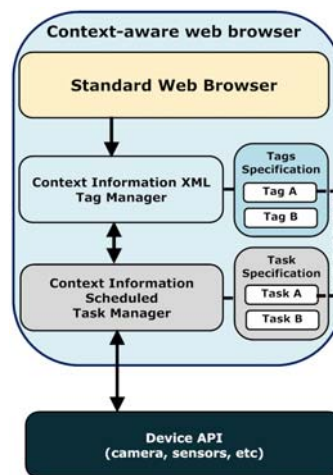 Context-aware web browser
Standard Web Browser
Context Information XML
Tag Manager
Tags
Specification
Tag A
Tag B
Context Information
Scheduled
Task Manager
Task
Specification
Task A
Task B
Device API
(camera, sensors, etc)